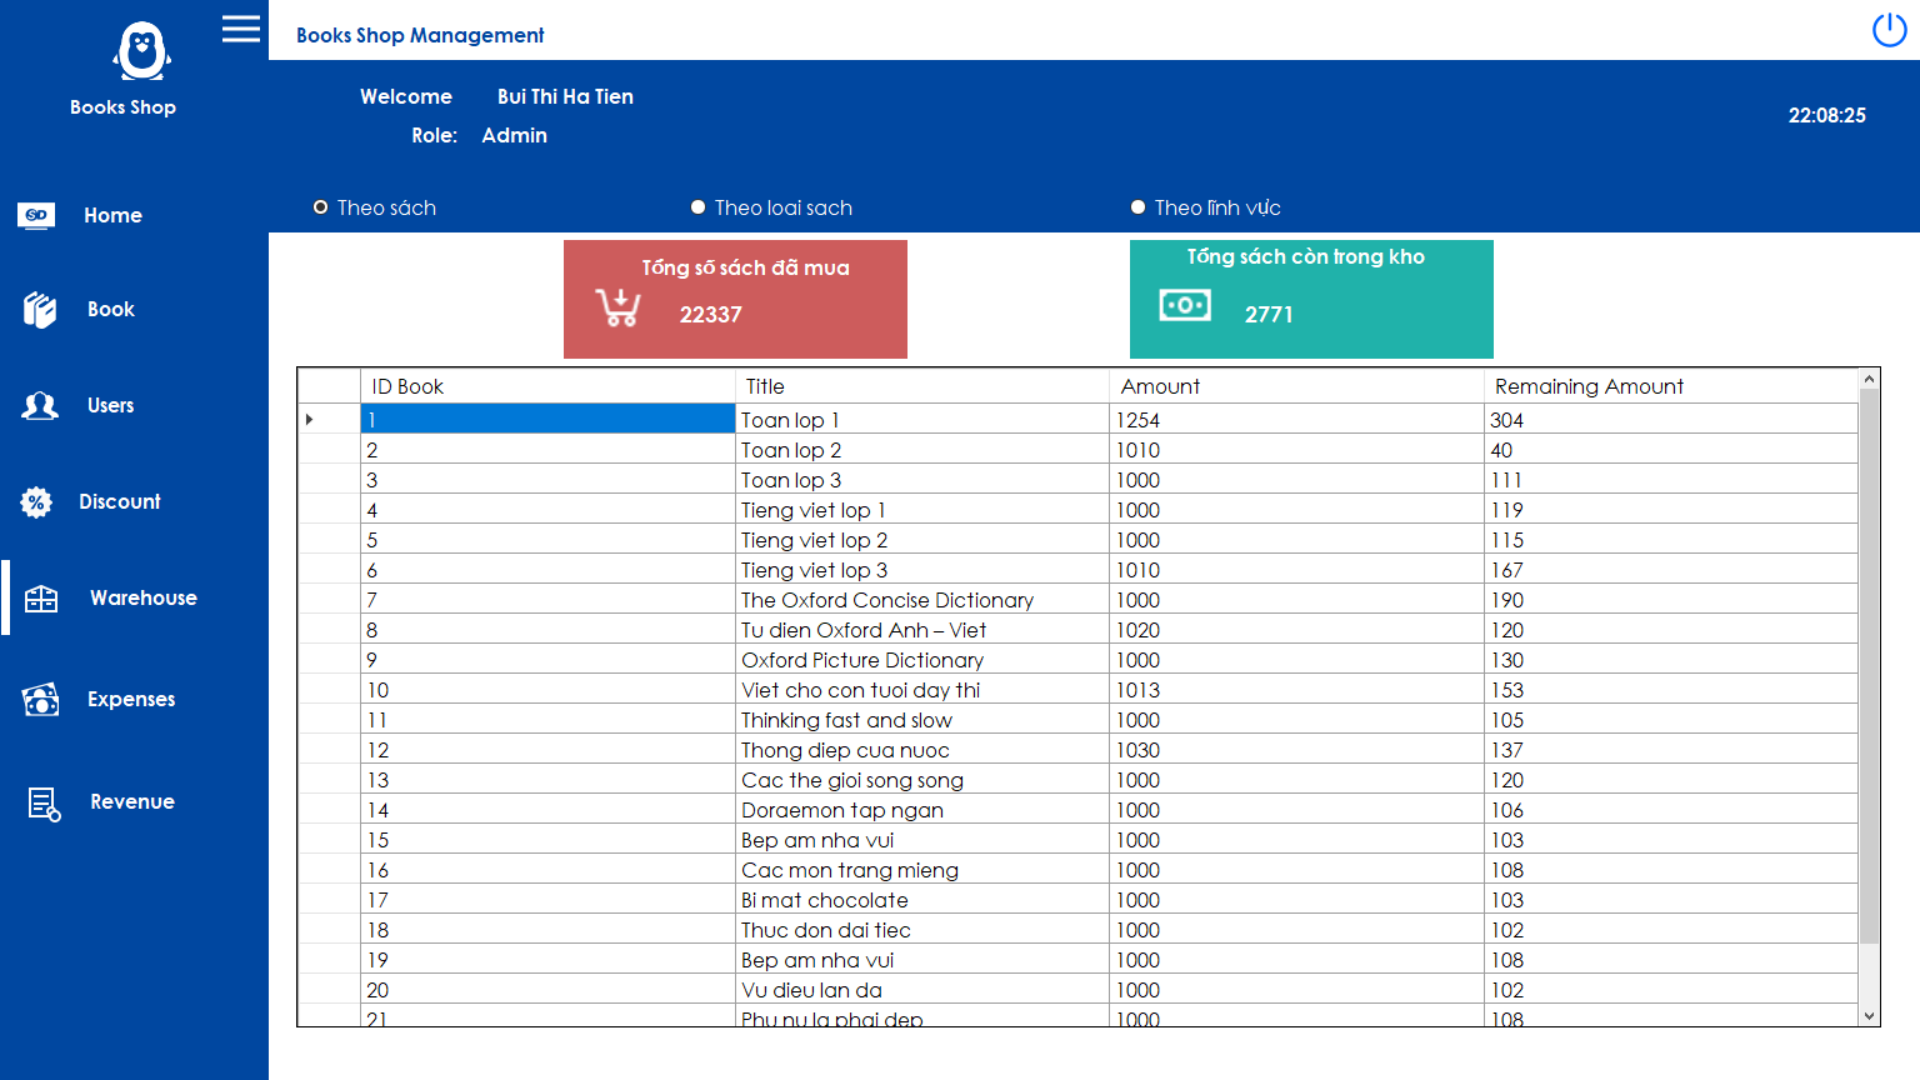 Books Shop
Books Shop Management
Welcome Bui Thi Ha Tien
Role: Admin
22:08:25
Home
Book
Users
Discount
Warehouse
Expenses
Revenue
Theo sách Theo loai sach Theo lĩnh vực
Tổng số sách đã mua
22337
Tổng sách còn trong kho
2771
ID Book Title Amount Remaining Amount
1 Toan lop 1 1254 304
2 Toan lop 2 1010 40
3 Toan lop 3 1000 111
4 Tieng viet lop 1 1000 119
5 Tieng viet lop 2 1000 115
6 Tieng viet lop 3 1010 167
7 The Oxford Concise Dictionary 1000 190
8 Tu dien Oxford Anh – Viet 1020 120
9 Oxford Picture Dictionary 1000 130
10 Viet cho con tuoi day thi 1013 153
11 Thinking fast and slow 1000 105
12 Thong diep cua nuoc 1030 137
13 Cac the gioi song song 1000 120
14 Doraemon tap ngan 1000 106
15 Bep am nha vui 1000 103
16 Cac mon trang mieng 1000 108
17 Bi mat chocolate 1000 103
18 Thuc don dai tiec 1000 102
19 Bep am nha vui 1000 108
20 Vu dieu lan da 1000 102
21 Phu nu la phai dep 1000 108